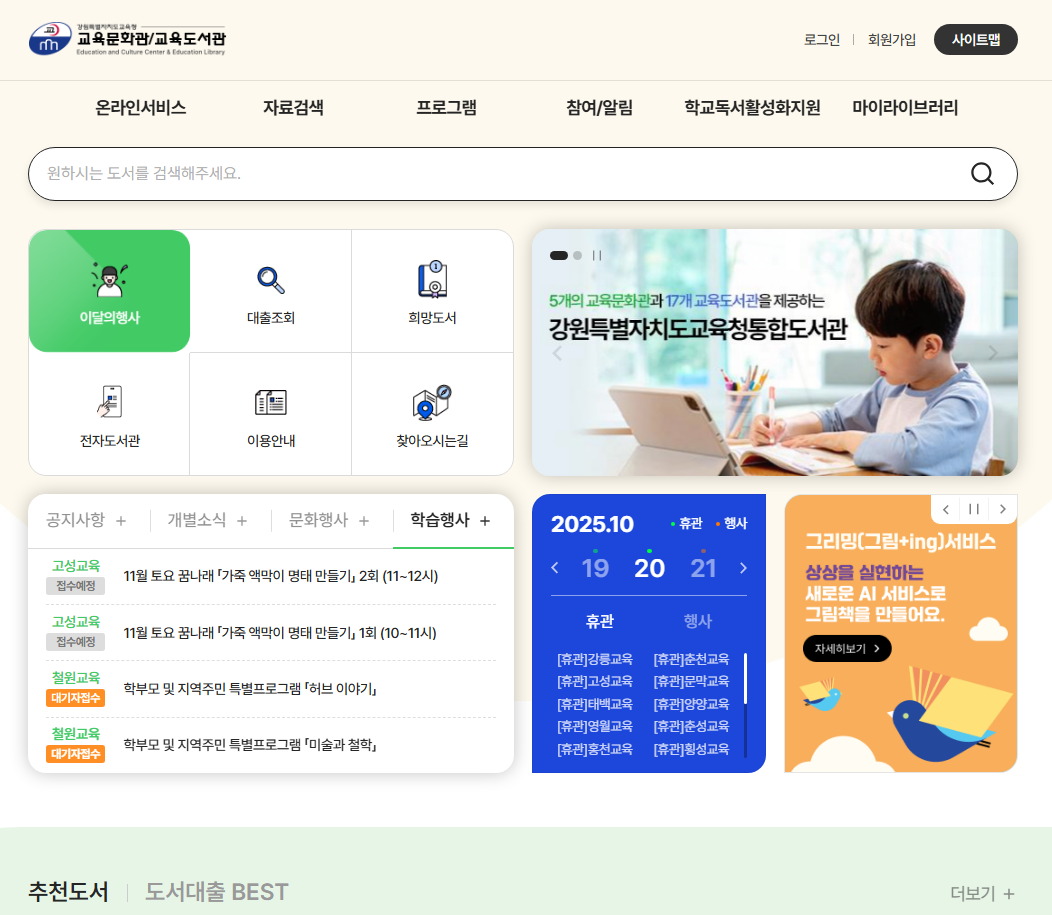 강원특별자치도교육청
교육문화관/교육도서관
Education and Culture Center & Education Library
로그인
회원가입
사이트맵
온라인서비스
자료검색
프로그램
참여/알림
학교독서활성화지원
마이라이브러리
원하시는 도서를 검색해주세요.
이달의행사
대출조회
희망도서
전자도서관
이용안내
찾아오시는길
5개의 교육문화관과 17개 교육도서관을 제공하는
강원특별자치도교육청통합도서관
공지사항 +
개별소식 +
문화행사 +
학습행사 +
고성교육
접수예정
11월 토요 꿈나래 「가죽 액막이 명태 만들기」 2회 (11~12시)
고성교육
접수예정
11월 토요 꿈나래 「가죽 액막이 명태 만들기」 1회 (10~11시)
철원교육
대기자접수
학부모 및 지역주민 특별프로그램 「허브 이야기」
철원교육
대기자접수
학부모 및 지역주민 특별프로그램 「미술과 철학」
2025.10
휴관
행사
19
20
21
휴관
행사
[휴관]강릉교육
[휴관]춘천교육
[휴관]고성교육
[휴관]문막교육
[휴관]태백교육
[휴관]양양교육
[휴관]영월교육
[휴관]춘성교육
[휴관]홍천교육
[휴관]횡성교육
그리밍(그림+ing)서비스
상상을 실현하는
새로운 AI 서비스로
그림책을 만들어요.
자세히보기 >
추천도서
도서대출 BEST
더보기 +